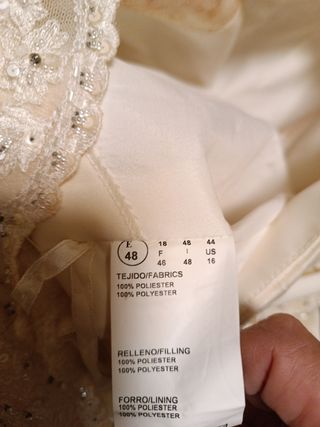 E 18 48 44
48 F I US
46 48 16
TEJIDO/FABRICS
100% POLIESTER
100% POLYESTER
RELLENO/FILLING
100% POLIESTER
100% POLYESTER
FORRO/LINING
100% POLIESTER
100% POLYESTER